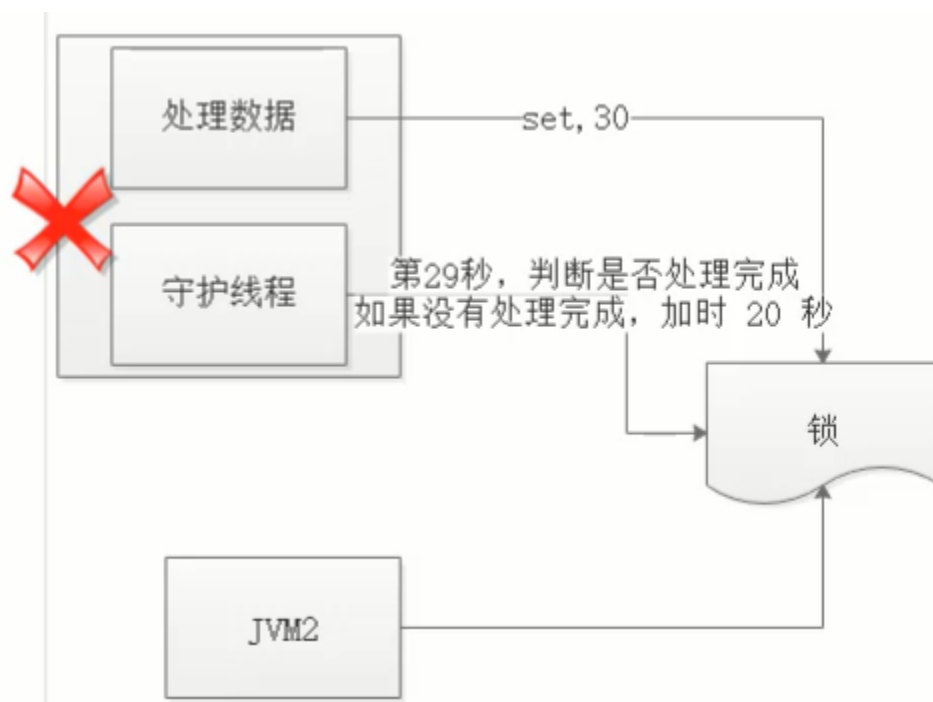 处理数据
set,30
守护线程
第29秒，判断是否处理完成
如果没有处理完成，加时 20 秒
锁
JVM2